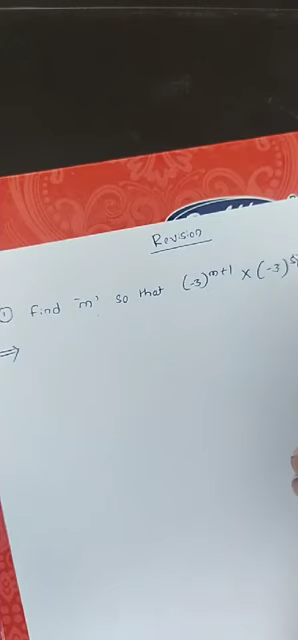 Revision
① Find 'm' so that (-3)^{m+1} × (-3)^5
⇒